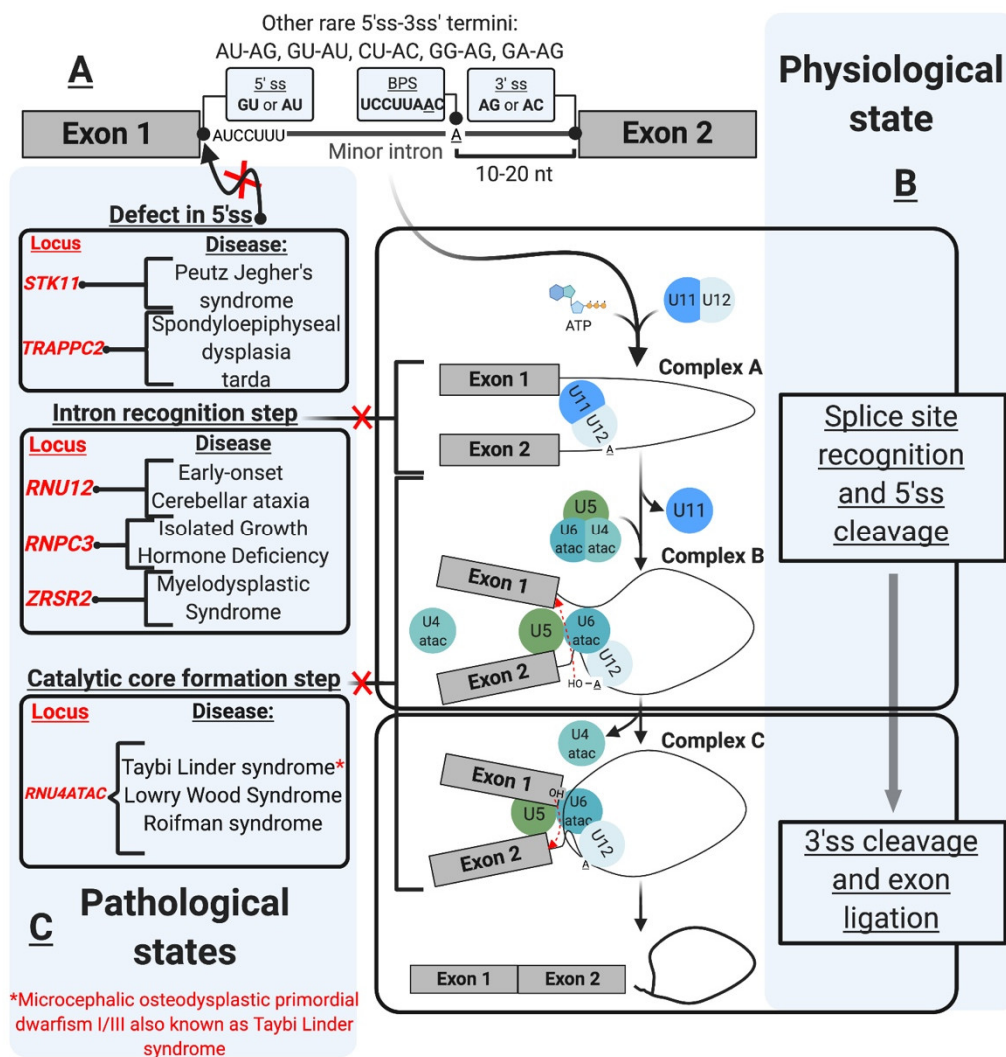 Other rare 5'ss-3ss' termini:
AU-AG, GU-AU, CU-AC, GG-AG, GA-AG
A
5' ss
GU or AU
BPS
UCCUUAAC
3' ss
AG or AC
Exon 1
AUCCUUU
A
Exon 2
Minor intron
10-20 nt
Physiological
state
B
Defect in 5'ss
Locus
Disease:
STK11
Peutz Jegher's
syndrome
TRAPPC2
Spondyloepiphyseal
dysplasia
tarda
Intron recognition step
Locus
Disease
RNU12
Early-onset
Cerebellar ataxia
RNPC3
Isolated Growth
Hormone Deficiency
ZRSR2
Myelodysplastic
Syndrome
Catalytic core formation step
Locus
Disease:
RNU4ATAC
Taybi Linder syndrome*
Lowry Wood Syndrome
Roifman syndrome
C
Pathological
states
*Microcephalic osteodysplastic primordial
dwarfism I/III also known as Taybi Linder
syndrome
ATP
U11
U12
Complex A
Exon 1
U11
U12
Exon 2
A
U11
U5
U6
atac
U4
atac
Complex B
Exon 1
U4
atac
U5
U6
atac
U12
Exon 2
HO
A
U4
atac
Complex C
Exon 1
OH
U5
U6
atac
U12
Exon 2
A
Exon 1
Exon 2
Splice site
recognition
and 5'ss
cleavage
3'ss cleavage
and exon
ligation